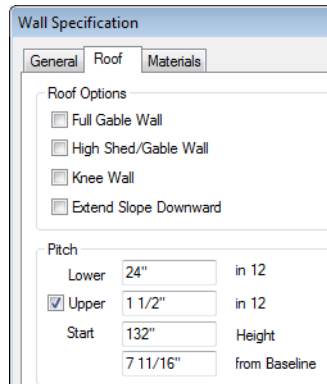 Wall Specification
General Roof Materials
Roof Options
Full Gable Wall
High Shed/Gable Wall
Knee Wall
Extend Slope Downward
Pitch
Lower 24" in 12
Upper 1 1/2" in 12
Start 132" Height
7 11/16" from Baseline